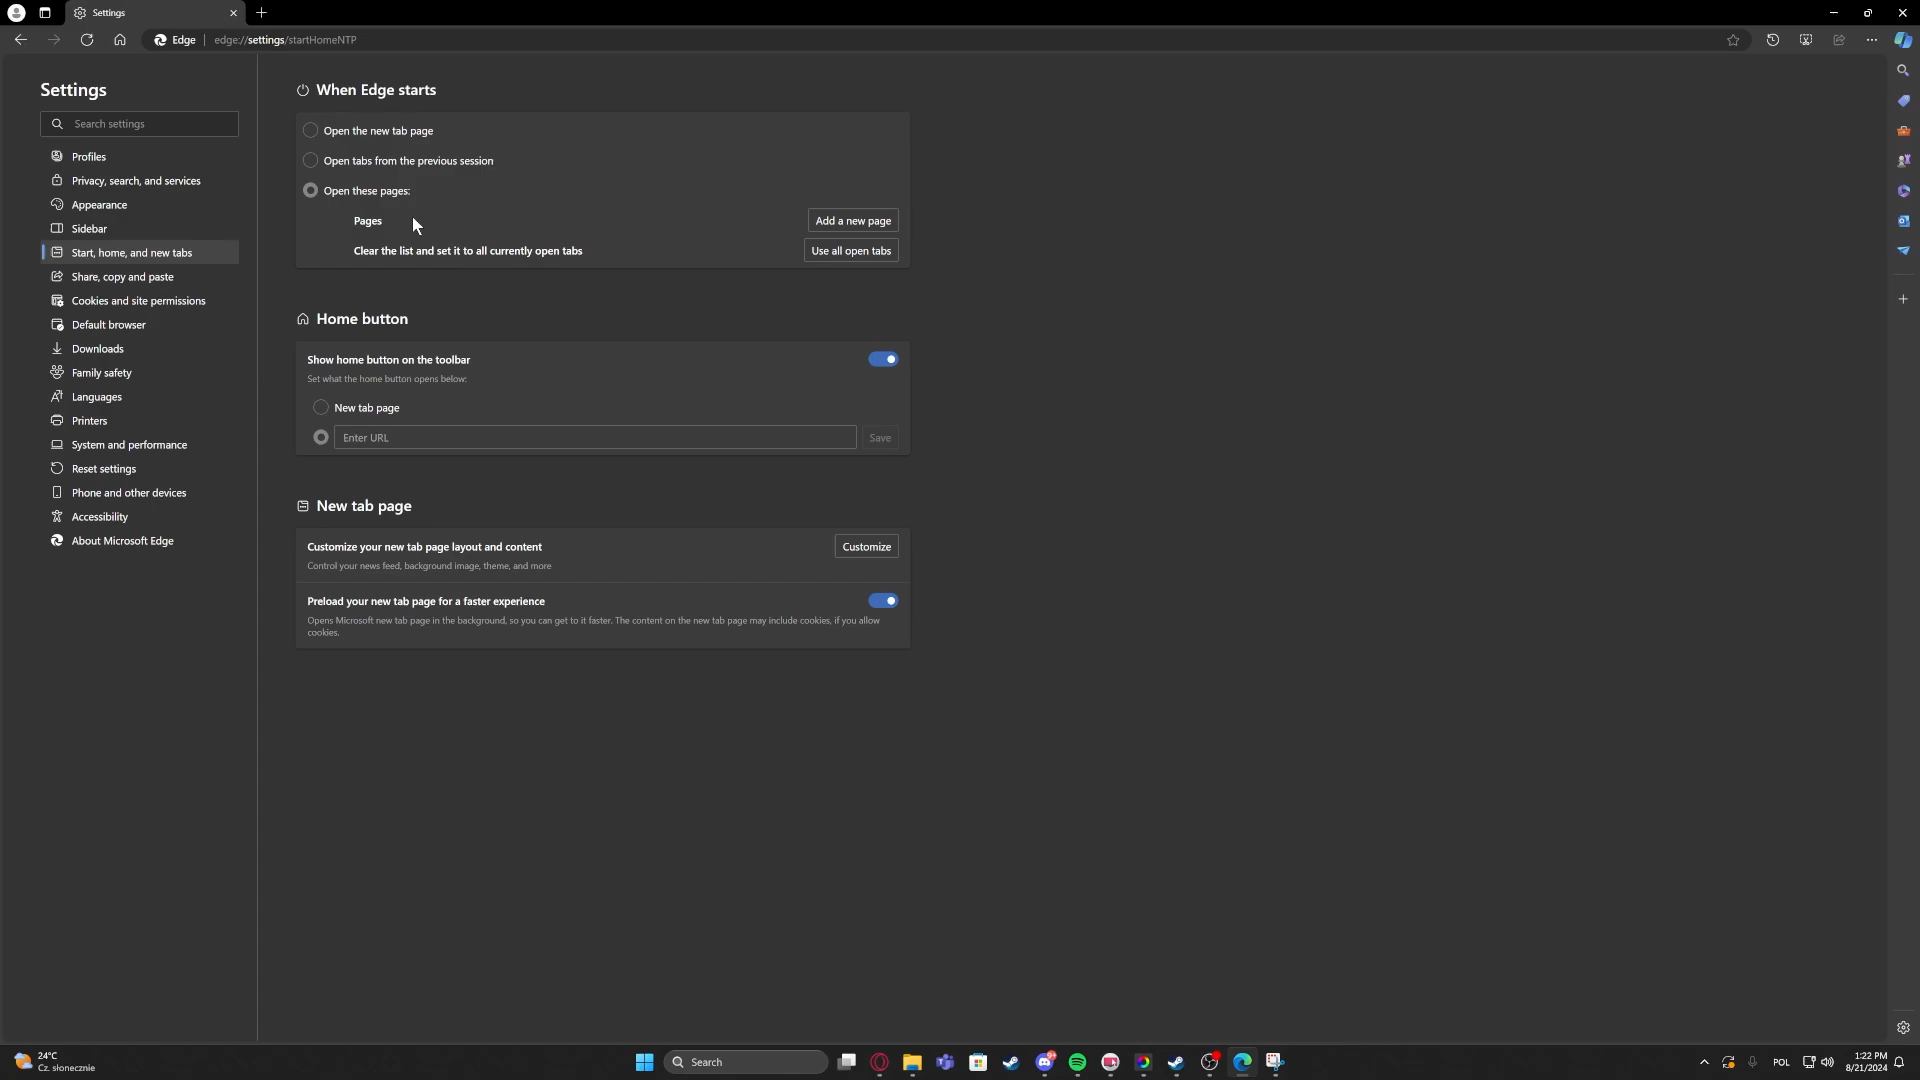 Settings
Edge
edge://settings/startHomeNTP
Settings
Search settings
Profiles
Privacy, search, and services
Appearance
Sidebar
Start, home, and new tabs
Share, copy and paste
Cookies and site permissions
Default browser
Downloads
Family safety
Languages
Printers
System and performance
Reset settings
Phone and other devices
Accessibility
About Microsoft Edge
When Edge starts
Open the new tab page
Open tabs from the previous session
Open these pages:
Pages
Add a new page
Clear the list and set it to all currently open tabs
Use all open tabs
Home button
Show home button on the toolbar
Set what the home button opens below:
New tab page
Enter URL
Save
New tab page
Customize your new tab page layout and content
Customize
Control your news feed, background image, theme, and more
Preload your new tab page for a faster experience
Opens Microsoft new tab page in the background, so you can get to it faster. The content on the new tab page may include cookies, if you allow
cookies.
24°C
Cz. słonecznie
Search
9+
POL
1:22 PM
8/21/2024